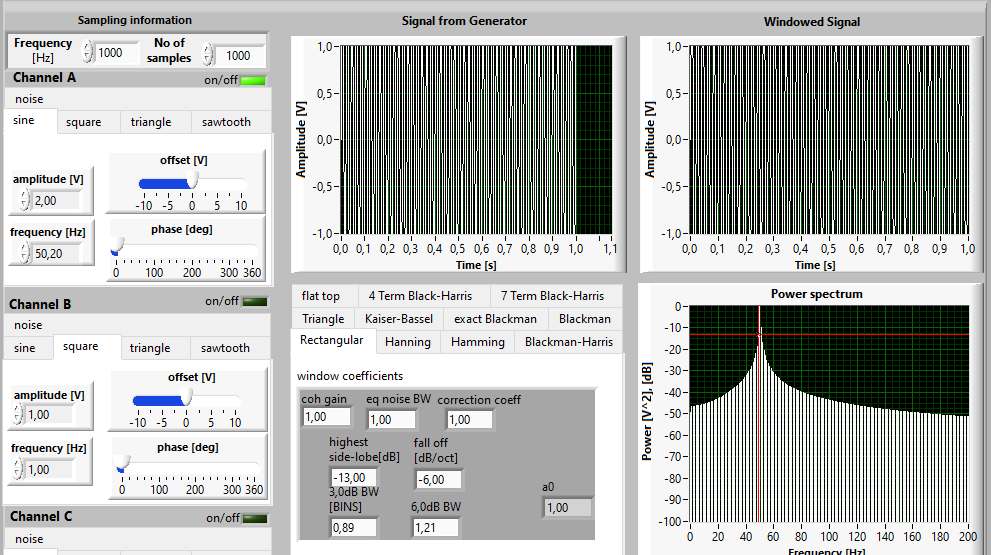 Sampling information
Frequency [Hz] 1000 No of samples 1000
Channel A on/off
noise
sine square triangle sawtooth
offset [V]
amplitude [V]
2,00
-10 -5 0 5 10
frequency [Hz]
50,20
phase [deg]
0 100 200 300 360
Channel B on/off
noise
sine square triangle sawtooth
offset [V]
amplitude [V]
1,00
-10 -5 0 5 10
frequency [Hz]
1,00
phase [deg]
0 100 200 300 360
Channel C on/off
noise
Signal from Generator
Amplitude [V]
1,0
0,5
0,0
-0,5
-1,0
0,0 0,1 0,2 0,3 0,4 0,5 0,6 0,7 0,8 0,9 1,0 1,1
Time [s]
flat top 4 Term Black-Harris 7 Term Black-Harris
Triangle Kaiser-Bassel exact Blackman Blackman
Rectangular Hanning Hamming Blackman-Harris
window coefficients
coh gain eq noise BW correction coeff
1,00 1,00 1,00
highest side-lobe[dB] fall off [dB/oct]
-13,00 -6,00
3,0dB BW [BINS] 6,0dB BW
0,89 1,21
a0
1,00
Windowed Signal
Amplitude [V]
1,0
0,5
0,0
-0,5
-1,0
0,0 0,1 0,2 0,3 0,4 0,5 0,6 0,7 0,8 0,9 1,0
Time [s]
Power spectrum
Power [V^2], [dB]
0
-10
-20
-30
-40
-50
-60
-70
-80
-90
-100
0 20 40 60 80 100 120 140 160 180 200
Frequency [Hz]